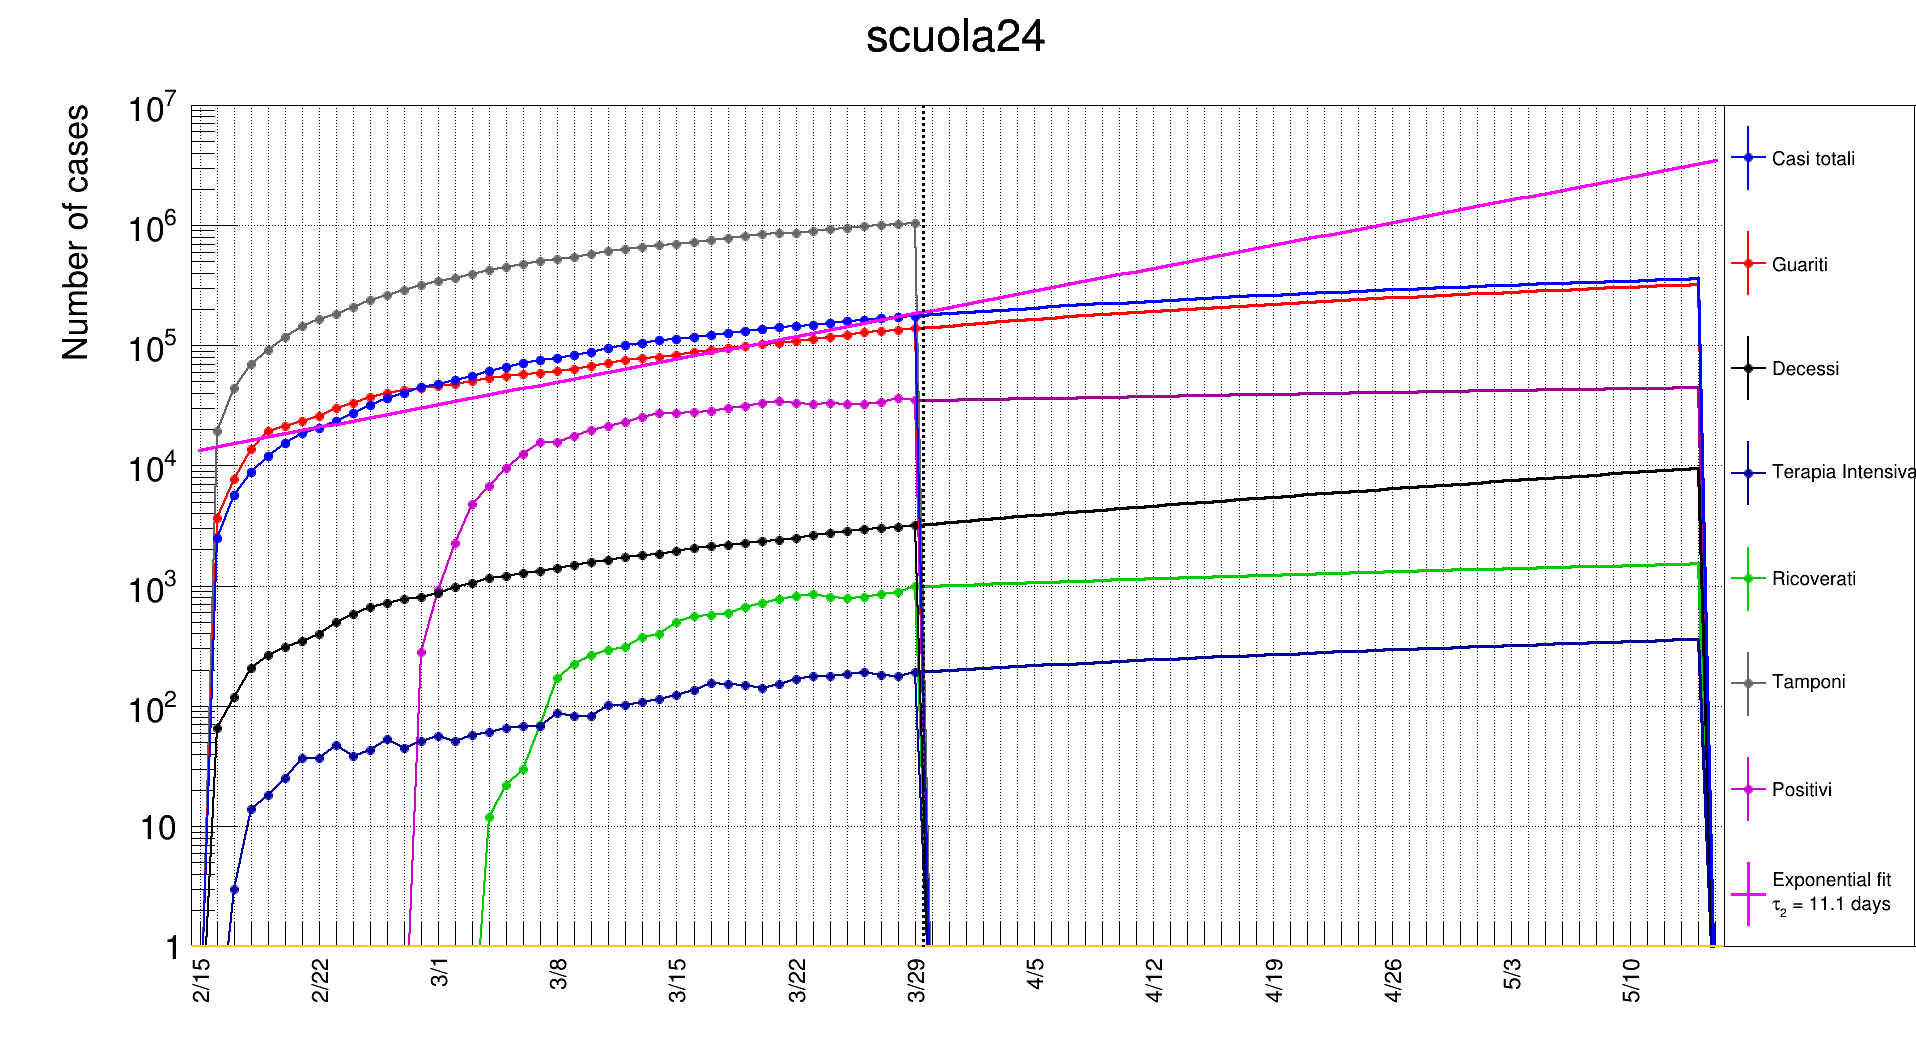 scuola24
Number of cases
10^7
10^6
10^5
10^4
10^3
10^2
10
1
2/15
2/22
3/1
3/8
3/15
3/22
3/29
4/5
4/12
4/19
4/26
5/3
5/10
Casi totali
Guariti
Decessi
Terapia Intensiva
Ricoverati
Tamponi
Positivi
Exponential fit
τ₂ = 11.1 days